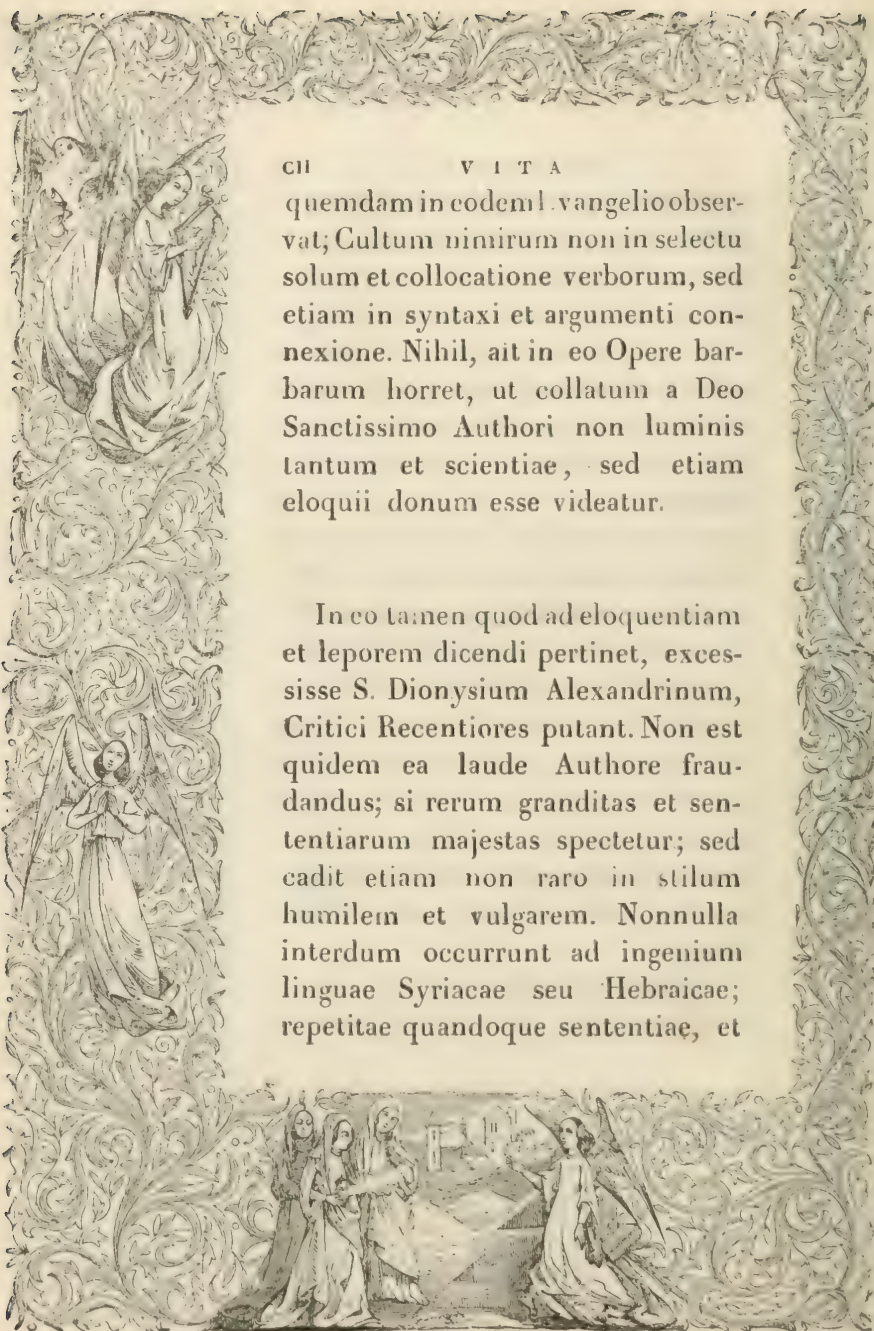 CII VITA
quemdam in eodem Evangelio obser-
vat; Cultum nimirum non in selectu
solum et collocatione verborum, sed
etiam in syntaxi et argumenti con-
nexione. Nihil, ait in eo Opere bar-
barum horret, ut collatum a Deo
Sanctissimo Authori non luminis
tantum et scientiae, sed etiam
eloquii donum esse videatur.
In eo tamen quod ad eloquentiam
et leporem dicendi pertinet, exces-
sisse S. Dionysium Alexandrinum,
Critici Recentiores putant. Non est
quidem ea laude Authore frau-
dandus; si rerum granditas et sen-
tentiarum majestas spectetur; sed
cadit etiam non raro in stilum
humilem et vulgarem. Nonnulla
interdum occurrunt ad ingenium
linguae Syriacae seu Hebraicae;
repetitae quandoque sententiae, et